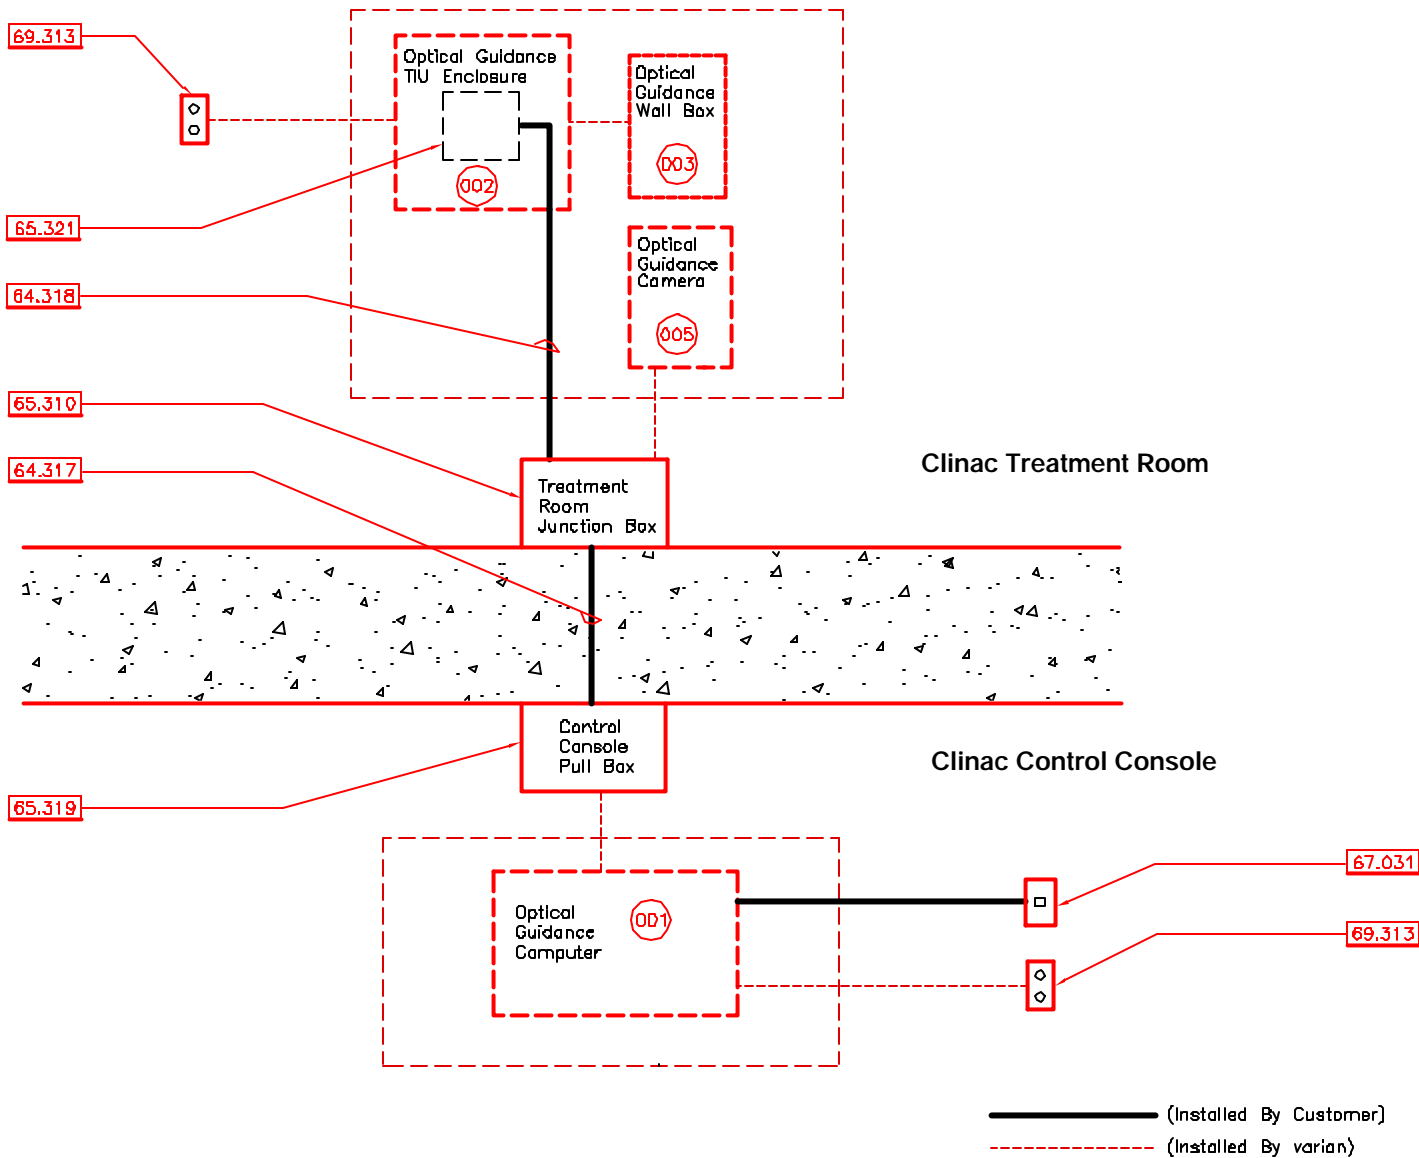 69.313
Optical Guidance
TIU Enclosure
002
Optical
Guidance
Wall Box
003
65.321
Optical
Guidance
Camera
005
64.318
65.310
64.317
Clinac Treatment Room
Treatment
Room
Junction Box
Control
Console
Pull Box
Clinac Control Console
65.319
67.031
Optical
Guidance
Computer
001
69.313
(Installed By Customer)
(Installed By varian)